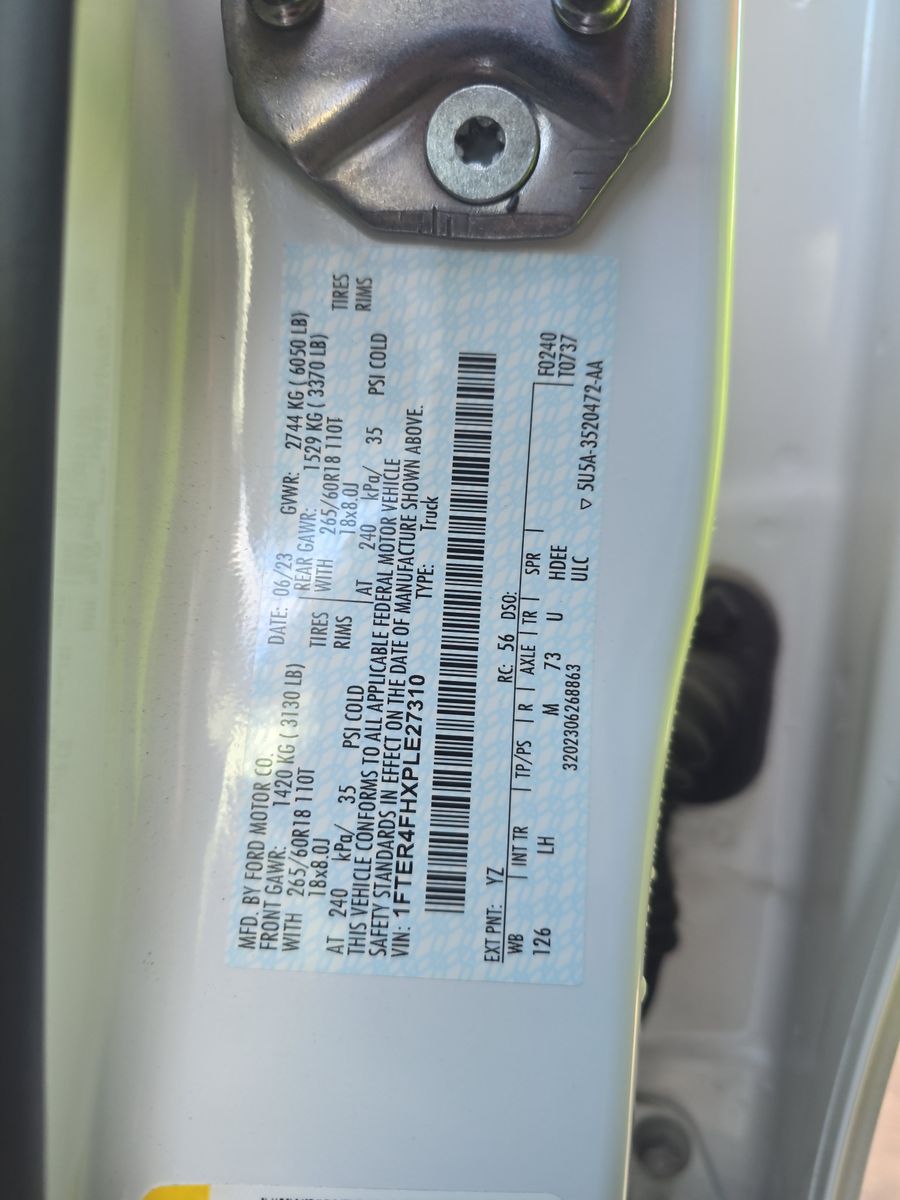 MFD. BY FORD MOTOR CO.
DATE: 06/23 GVWR: 2744 KG ( 6050 LB)
FRONT GAWR: 1420 KG ( 3130 LB) REAR GAWR: 1529 KG ( 3370 LB)
WITH 265/60R18 110T TIRES WITH 265/60R18 110T TIRES
18x8.0J RIMS 18x8.0J RIMS
AT 240 kPa/ 35 PSI COLD AT 240 kPa/ 35 PSI COLD
THIS VEHICLE CONFORMS TO ALL APPLICABLE FEDERAL MOTOR VEHICLE
SAFETY STANDARDS IN EFFECT ON THE DATE OF MANUFACTURE SHOWN ABOVE.
VIN: 1FTER4FHXPLE27310 TYPE: Truck
EXT PNT: YZ RC: 56 DSO: F0240
WB INT TR TP/PS R AXLE TR SPR T0737
126 LH M 73 U HDEE
320230626886​3 ULC ▽ 5U5A-3520472-AA